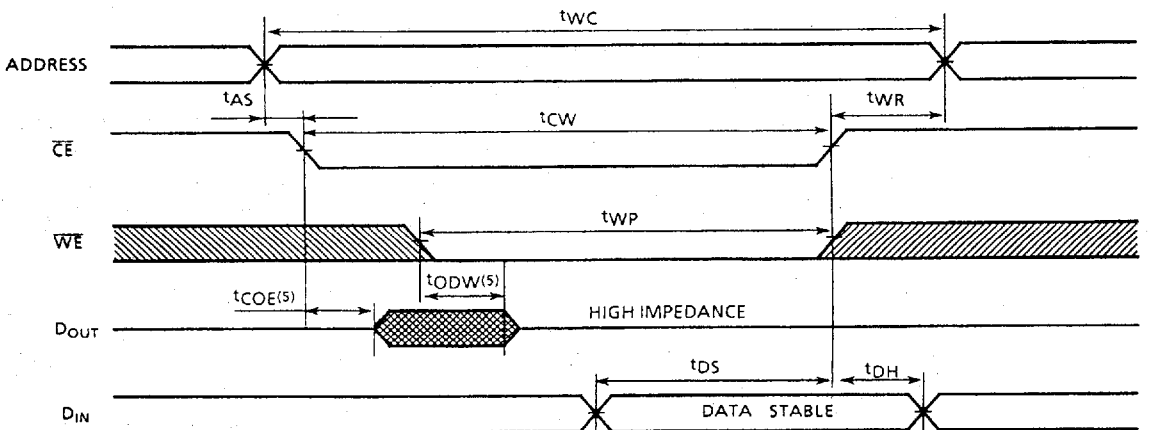 tWC
ADDRESS
tAS
tWR
tCW
CE
tWP
WE
tODW(5)
tCOE(5)
HIGH IMPEDANCE
DOUT
tDS
tDH
DATA STABLE
DIN